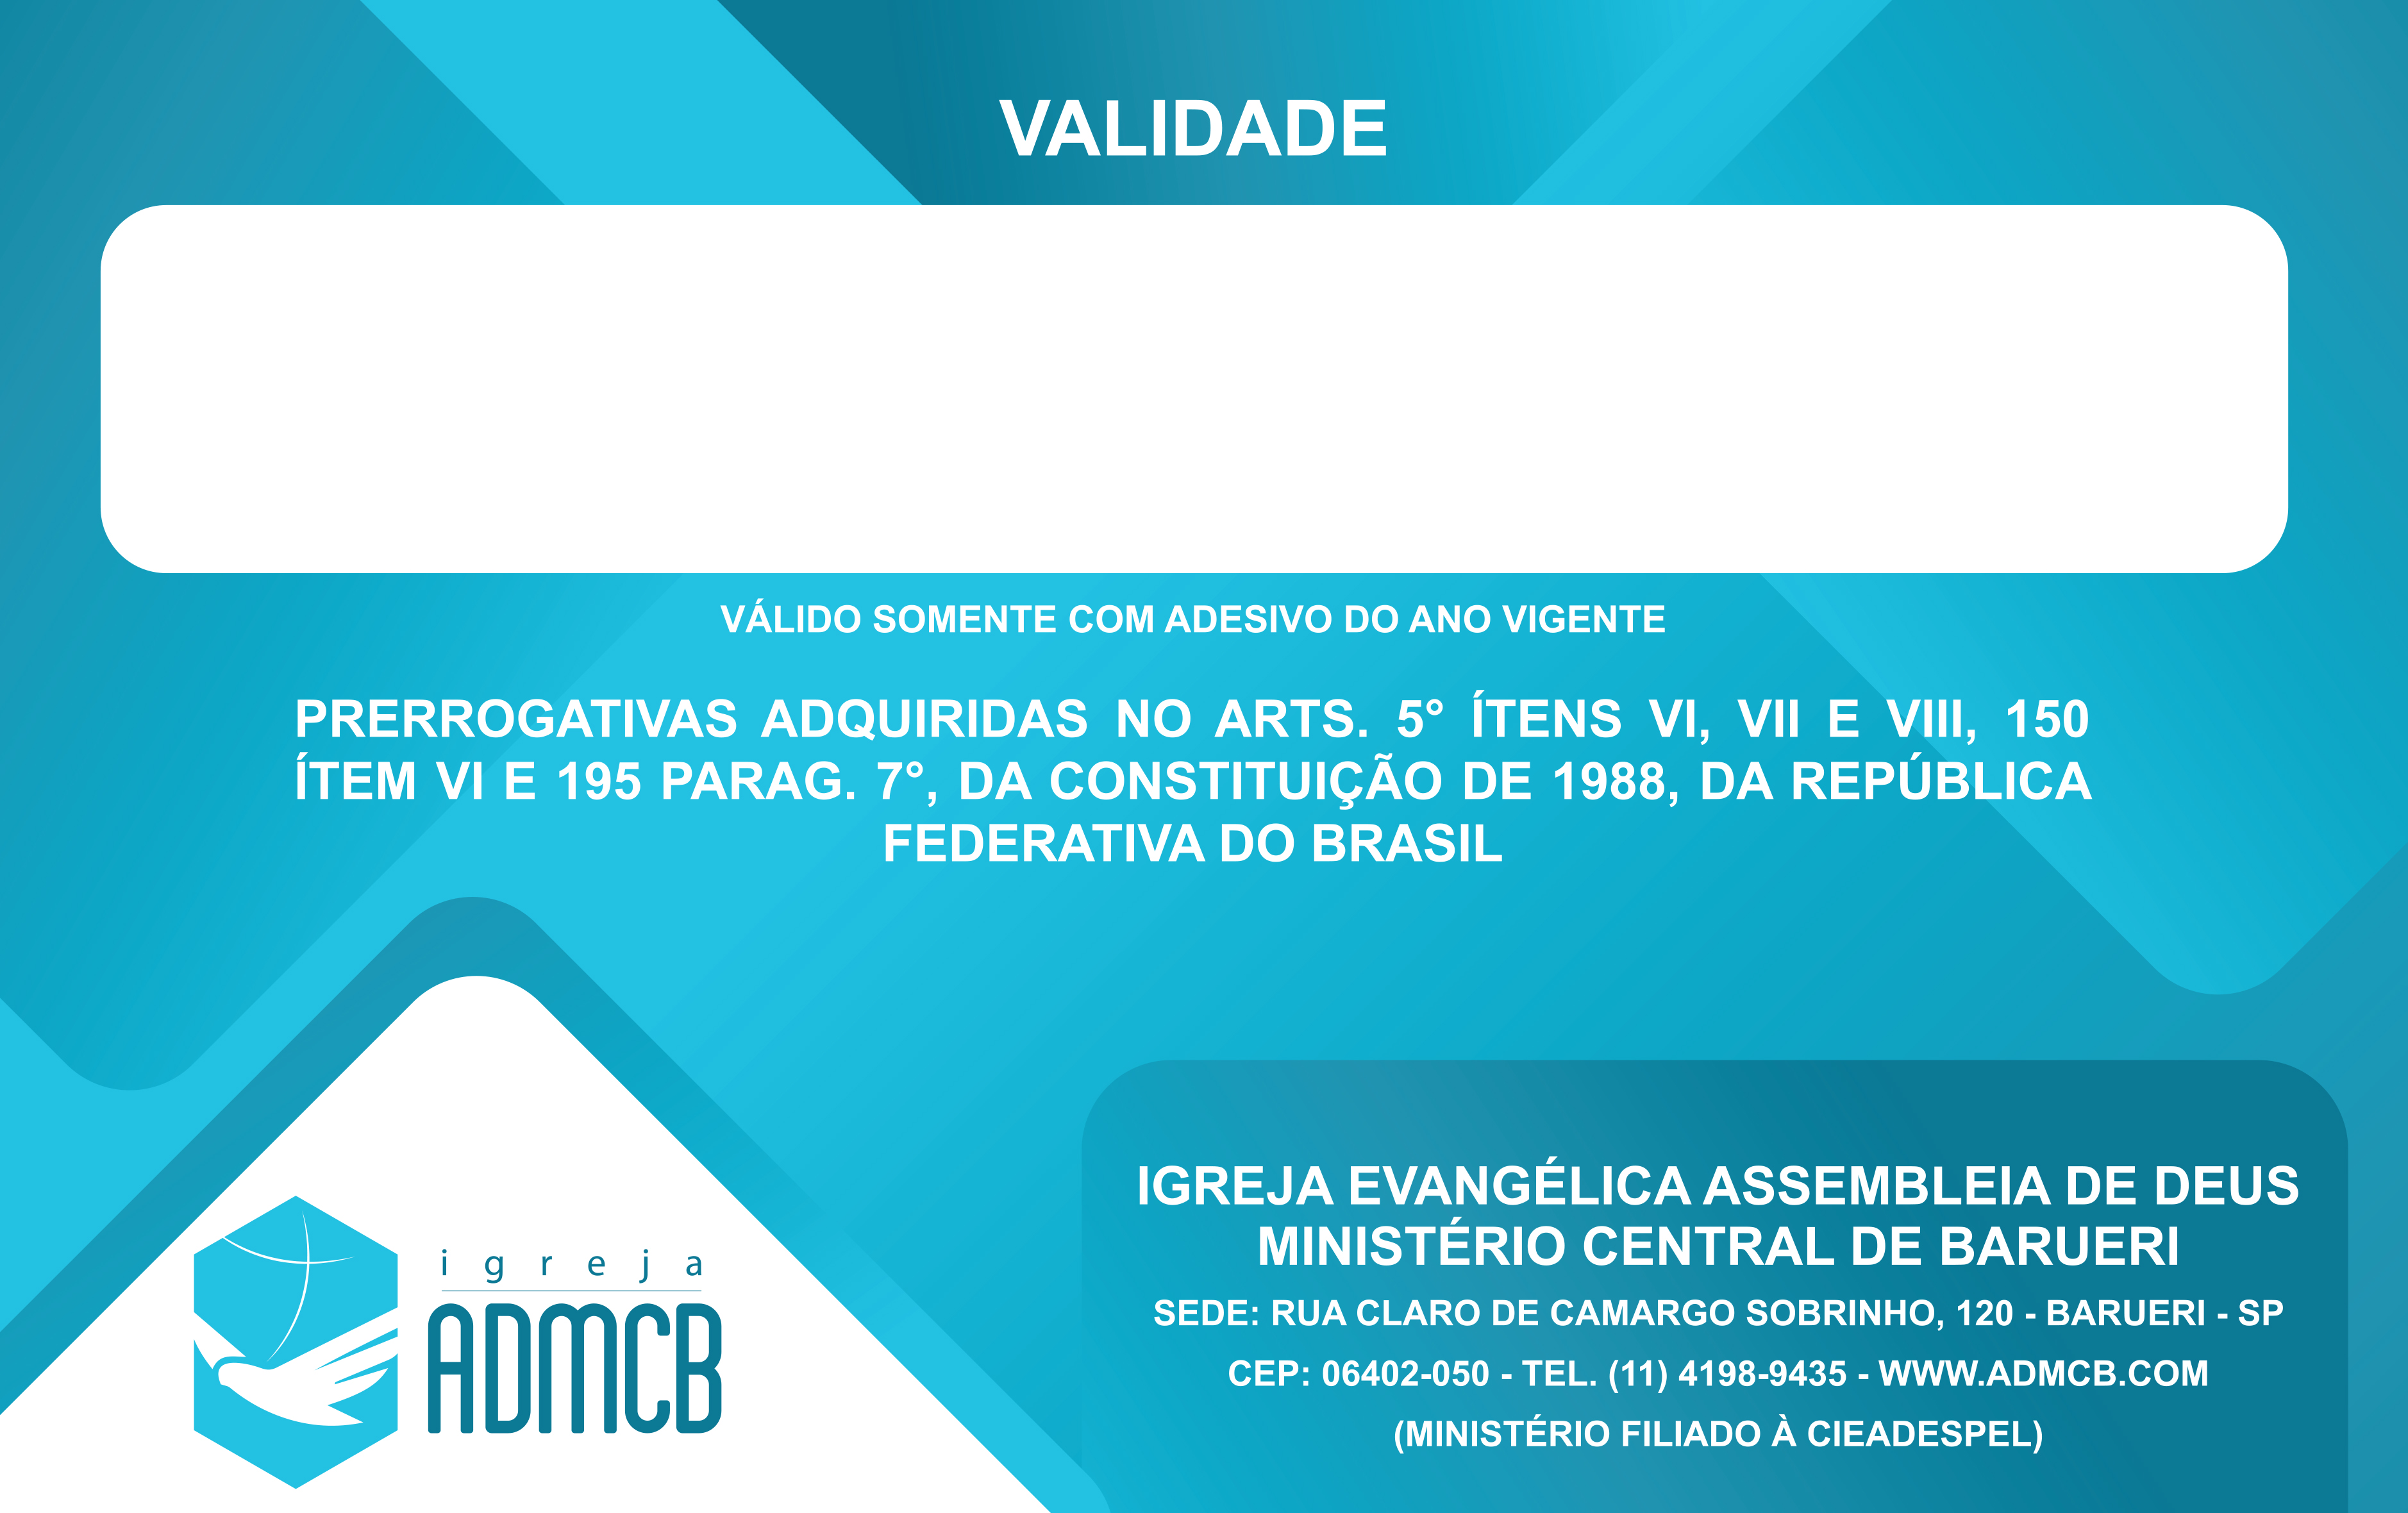 VALIDADE
VÁLIDO SOMENTE COM ADESIVO DO ANO VIGENTE
PRERROGATIVAS ADQUIRIDAS NO ARTS. 5° ÍTENS VI, VII E VIII, 150
ÍTEM VI E 195 PARAG. 7°, DA CONSTITUIÇÃO DE 1988, DA REPÚBLICA
FEDERATIVA DO BRASIL
igreja
ADMCB
IGREJA EVANGÉLICA ASSEMBLEIA DE DEUS
MINISTÉRIO CENTRAL DE BARUERI
SEDE: RUA CLARO DE CAMARGO SOBRINHO, 120 - BARUERI - SP
CEP: 06402-050 - TEL. (11) 4198-9435 - WWW.ADMCB.COM
(MINISTÉRIO FILIADO À CIEADESPEL)